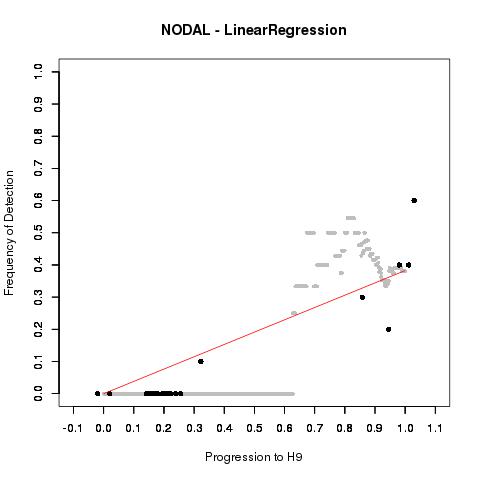 NODAL - LinearRegression
Frequency of Detection
1.0
0.9
0.8
0.7
0.6
0.5
0.4
0.3
0.2
0.1
0.0
-0.1 0.0 0.1 0.2 0.3 0.4 0.5 0.6 0.7 0.8 0.9 1.0 1.1
Progression to H9